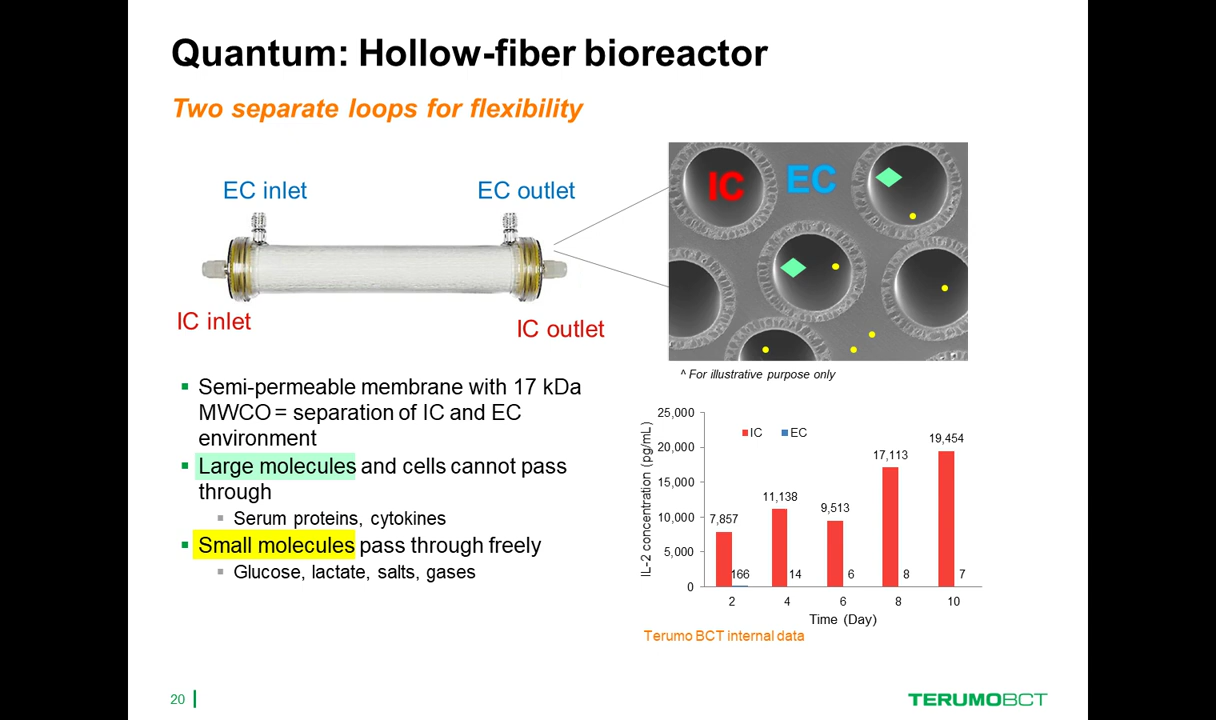 Quantum: Hollow-fiber bioreactor
Two separate loops for flexibility
EC inlet
EC outlet
IC inlet
IC outlet
IC
EC
^ For illustrative purpose only
Semi-permeable membrane with 17 kDa
MWCO = separation of IC and EC
environment
Large molecules and cells cannot pass
through
Serum proteins, cytokines
Small molecules pass through freely
Glucose, lactate, salts, gases
IL-2 concentration (pg/mL)
25,000
20,000
15,000
10,000
5,000
0
IC
EC
7,857
166
11,138
14
9,513
6
17,113
8
19,454
7
2 4 6 8 10
Time (Day)
Terumo BCT internal data
20
TERUMOBCT